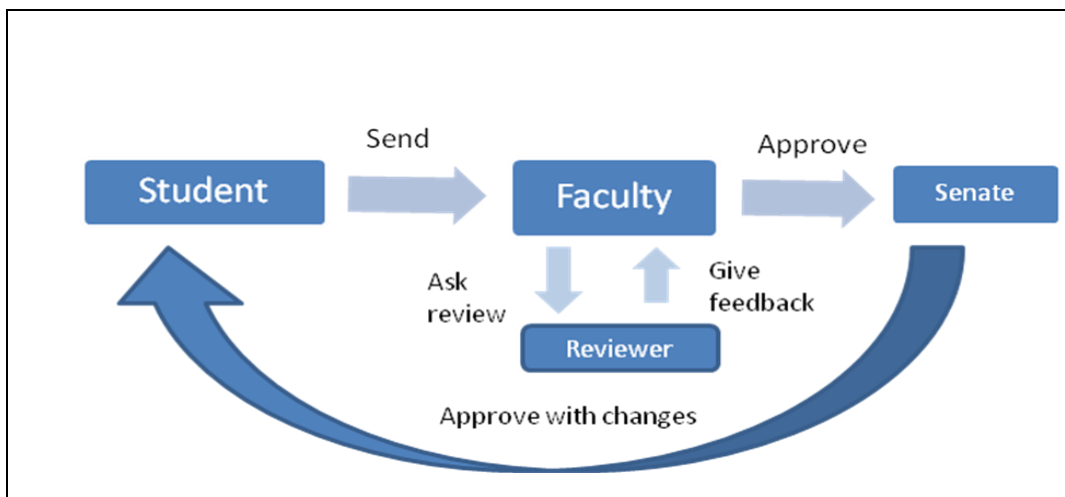 Send
Approve
Student
Faculty
Senate
Ask
review
Give
feedback
Reviewer
Approve with changes